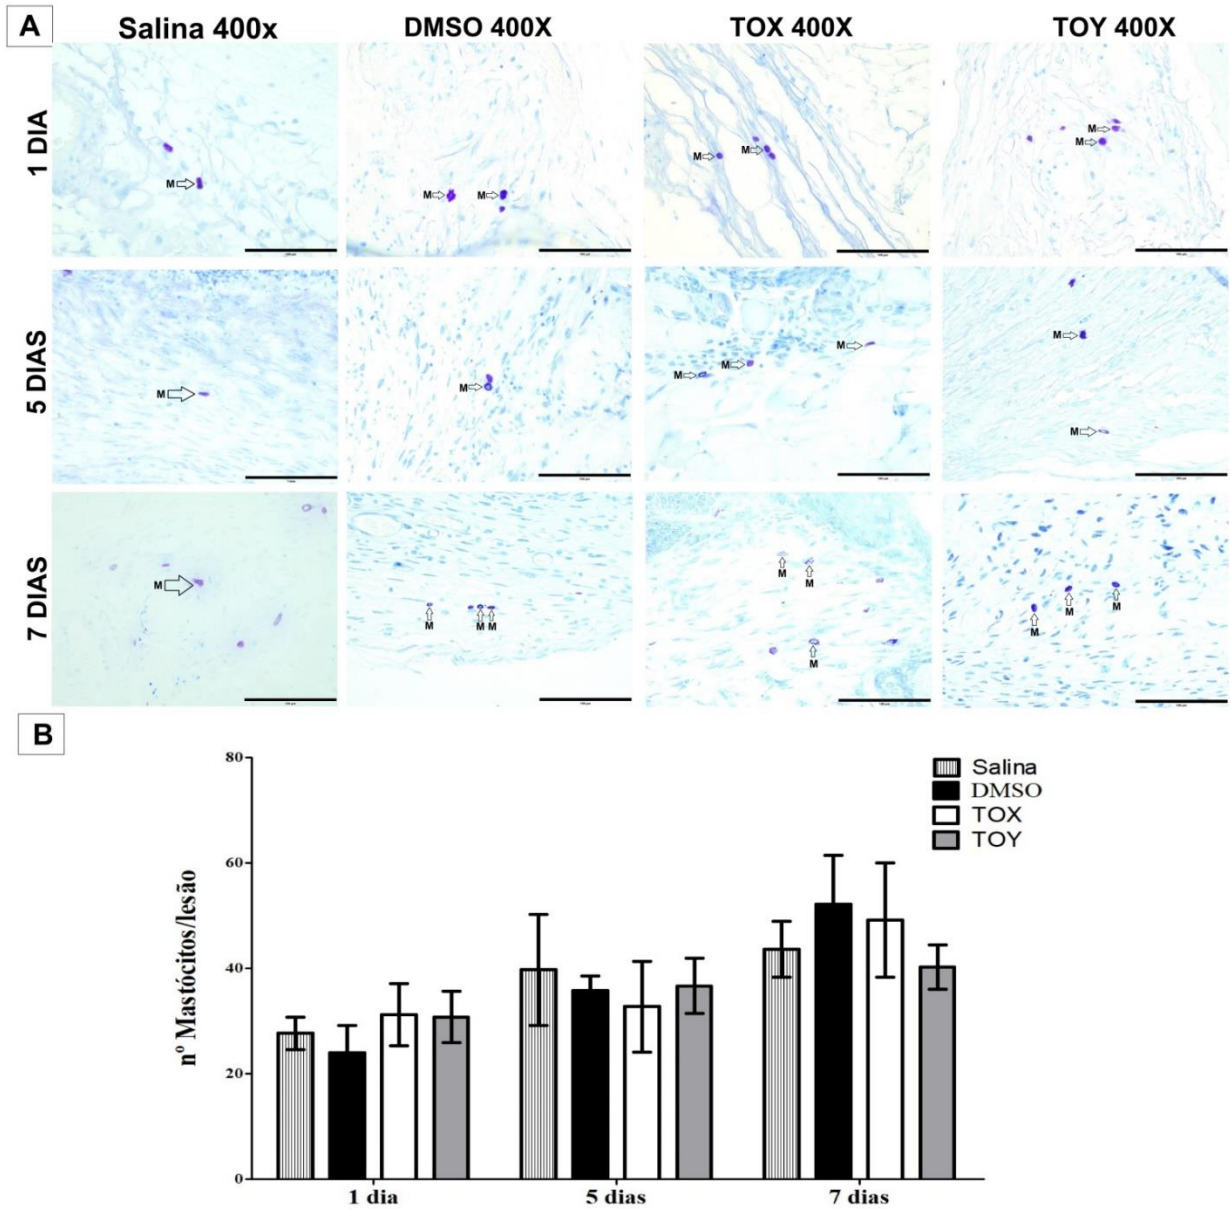 A
Salina 400x DMSO 400X TOX 400X TOY 400X
1 DIA
M M M M M M M
5 DIAS
M M M M M M M
7 DIAS
M M M M M M M M M M
B
nº Mastócitos/lesão
80
60
40
20
0
Salina
DMSO
TOX
TOY
1 dia 5 dias 7 dias